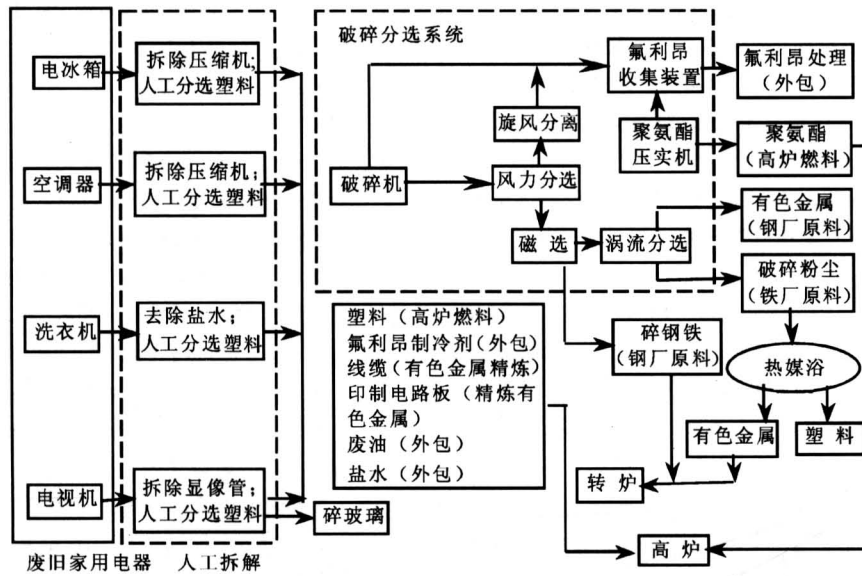 破碎分选系统
电冰箱
拆除压缩机;
人工分选塑料
氟利昂
收集装置
氟利昂处理
(外包)
旋风分离
聚氨酯
压实机
聚氨酯
(高炉燃料)
空调器
拆除压缩机;
人工分选塑料
破碎机
风力分选
有色金属
(钢厂原料)
磁 选
涡流分选
破碎粉尘
(铁厂原料)
洗衣机
去除盐水;
人工分选塑料
塑料(高炉燃料)
氟利昂制冷剂(外包)
线缆(有色金属精炼)
印制电路板(精炼有
色金属)
废油(外包)
盐水(外包)
碎钢铁
(钢厂原料)
热媒浴
有色金属
塑 料
电视机
拆除显像管;
人工分选塑料
碎玻璃
转 炉
高 炉
废旧家用电器
人工拆解